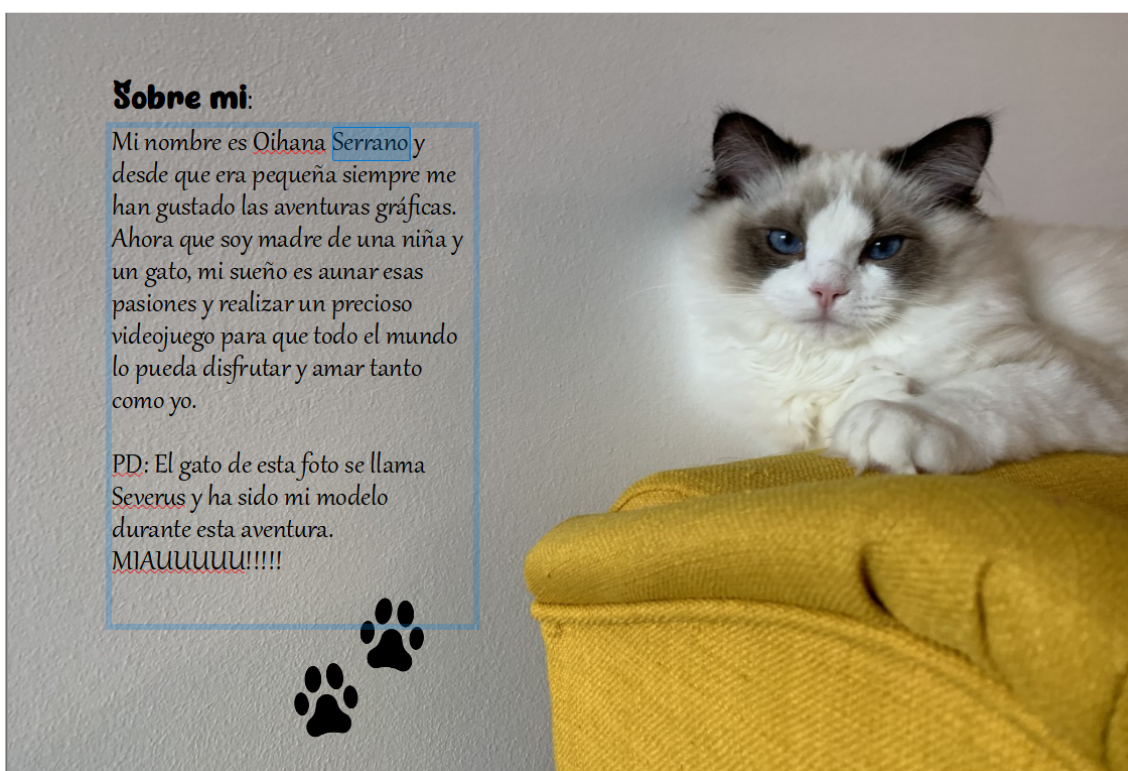 Sobre mi:
Mi nombre es Oihana Serrano y
desde que era pequeña siempre me
han gustado las aventuras gráficas.
Ahora que soy madre de una niña y
un gato, mi sueño es aunar esas
pasiones y realizar un precioso
videojuego para que todo el mundo
lo pueda disfrutar y amar tanto
como yo.
PD: El gato de esta foto se llama
Severus y ha sido mi modelo
durante esta aventura.
MIAUUUUU!!!!!